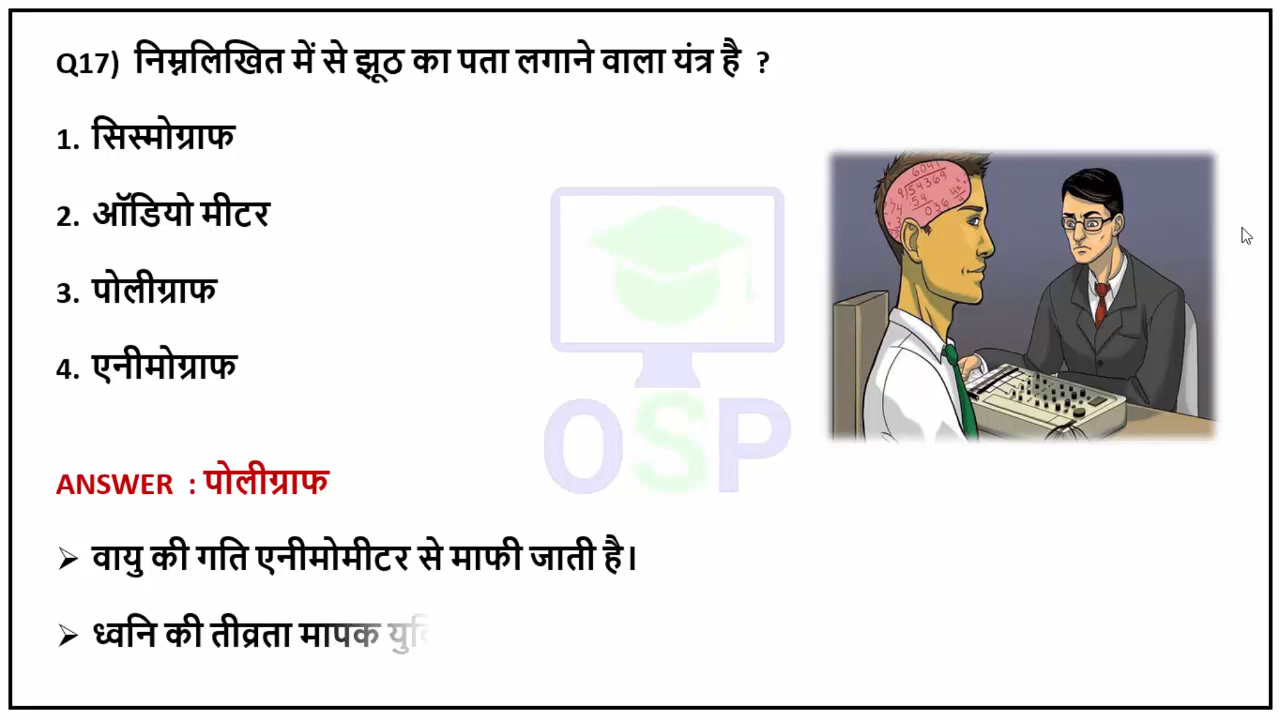 Q17) निम्नलिखित में से झूठ का पता लगाने वाला यंत्र है ?
1. सिस्मोग्राफ
2. ऑडियो मीटर
3. पोलीग्राफ
4. एनीमोग्राफ
OSP
ANSWER : पोलीग्राफ
➢ वायु की गति एनीमोमीटर से माफी जाती है।
➢ ध्वनि की तीव्रता मापक